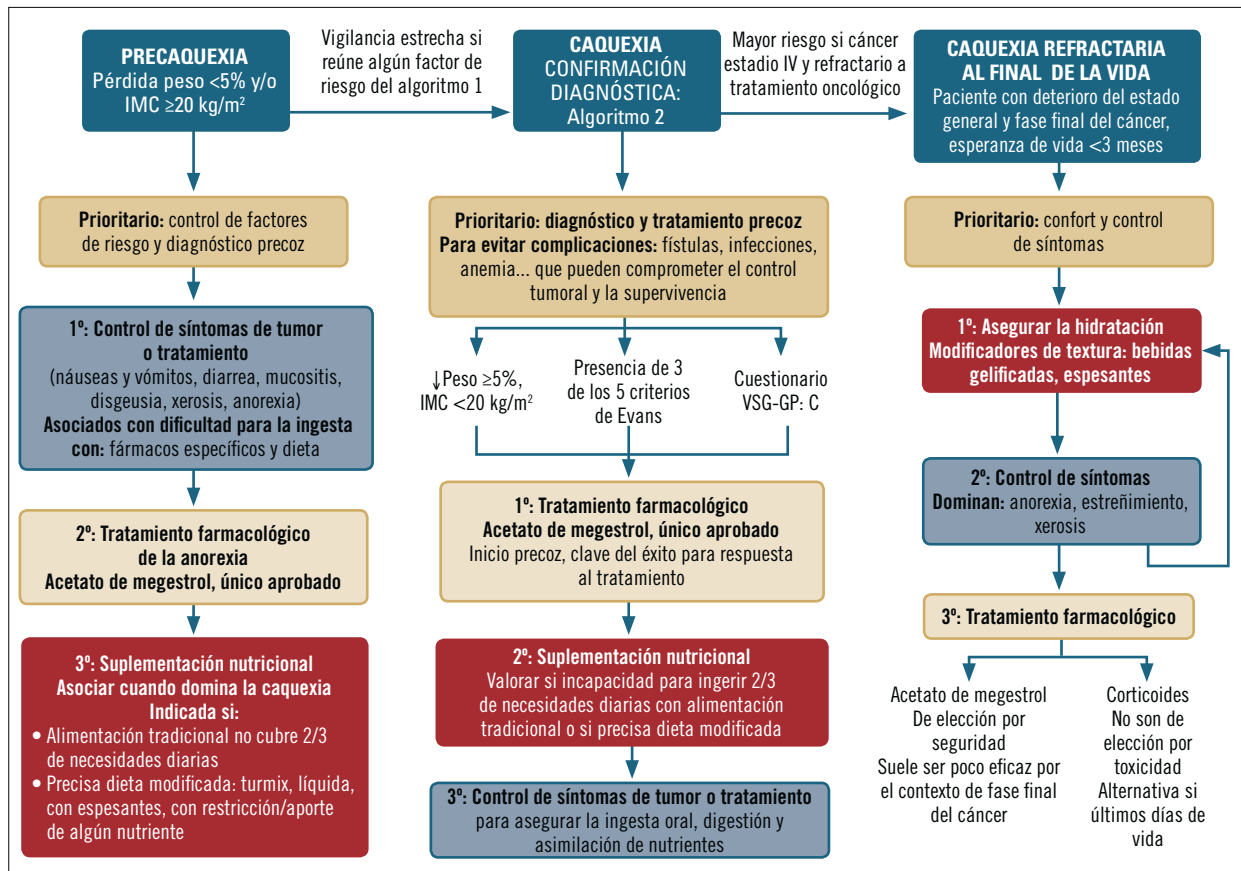 PRECAQUEXIA
Pérdida peso <5% y/o
IMC ≥20 kg/m²
Vigilancia estrecha si
reúne algún factor de
riesgo del algoritmo 1
CAQUEXIA
CONFIRMACIÓN
DIAGNÓSTICA:
Algoritmo 2
Mayor riesgo si cáncer
estadio IV y refractario a
tratamiento oncológico
CAQUEXIA REFRACTARIA
AL FINAL DE LA VIDA
Paciente con deterioro del estado
general y fase final del cáncer,
esperanza de vida <3 meses
Prioritario: control de factores
de riesgo y diagnóstico precoz
1º: Control de síntomas de tumor
o tratamiento
(náuseas y vómitos, diarrea, mucositis,
disgeusia, xerosis, anorexia)
Asociados con dificultad para la ingesta
con: fármacos específicos y dieta
2º: Tratamiento farmacológico
de la anorexia
Acetato de megestrol, único aprobado
3º: Suplementación nutricional
Asociar cuando domina la caquexia
Indicada si:
• Alimentación tradicional no cubre 2/3
de necesidades diarias
• Precisa dieta modificada: turmix, líquida,
con espesantes, con restricción/aporte
de algún nutriente
Prioritario: diagnóstico y tratamiento precoz
Para evitar complicaciones: fístulas, infecciones,
anemia... que pueden comprometer el control
tumoral y la supervivencia
↓Peso ≥5%,
IMC <20 kg/m²
Presencia de 3
de los 5 criterios
de Evans
Cuestionario
VSG-GP: C
1º: Tratamiento farmacológico
Acetato de megestrol, único aprobado
Inicio precoz, clave del éxito para respuesta
al tratamiento
2º: Suplementación nutricional
Valorar si incapacidad para ingerir 2/3
de necesidades diarias con alimentación
tradicional o si precisa dieta modificada
3º: Control de síntomas de tumor o tratamiento
para asegurar la ingesta oral, digestión y
asimilación de nutrientes
Prioritario: confort y control
de síntomas
1º: Asegurar la hidratación
Modificadores de textura: bebidas
gelificadas, espesantes
2º: Control de síntomas
Dominan: anorexia, estreñimiento,
xerosis
3º: Tratamiento farmacológico
Acetato de megestrol
De elección por
seguridad
Suele ser poco eficaz por
el contexto de fase final
del cáncer
Corticoides
No son de
elección por
toxicidad
Alternativa si
últimos días de
vida